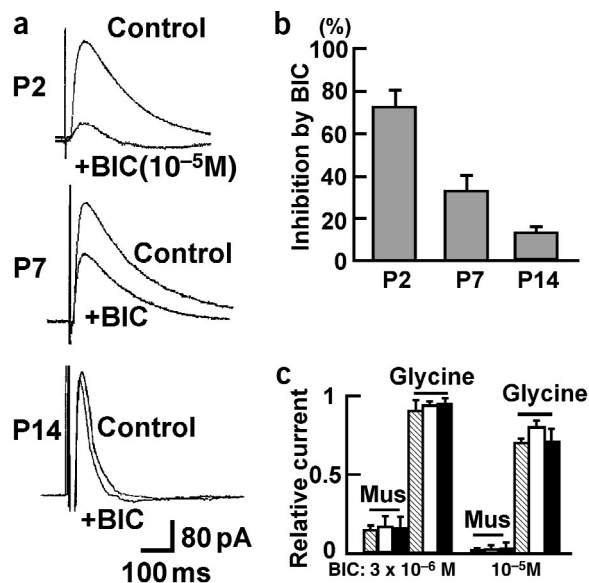 a
Control
P2
+BIC(10⁻⁵M)
P7
Control
+BIC
P14
Control
+BIC
80 pA
100 ms
b
(%)
Inhibition by BIC
100
80
60
40
20
0
P2 P7 P14
c
Relative current
1
0.5
0
Mus
Glycine
Mus
Glycine
BIC: 3 x 10⁻⁶ M 10⁻⁵M